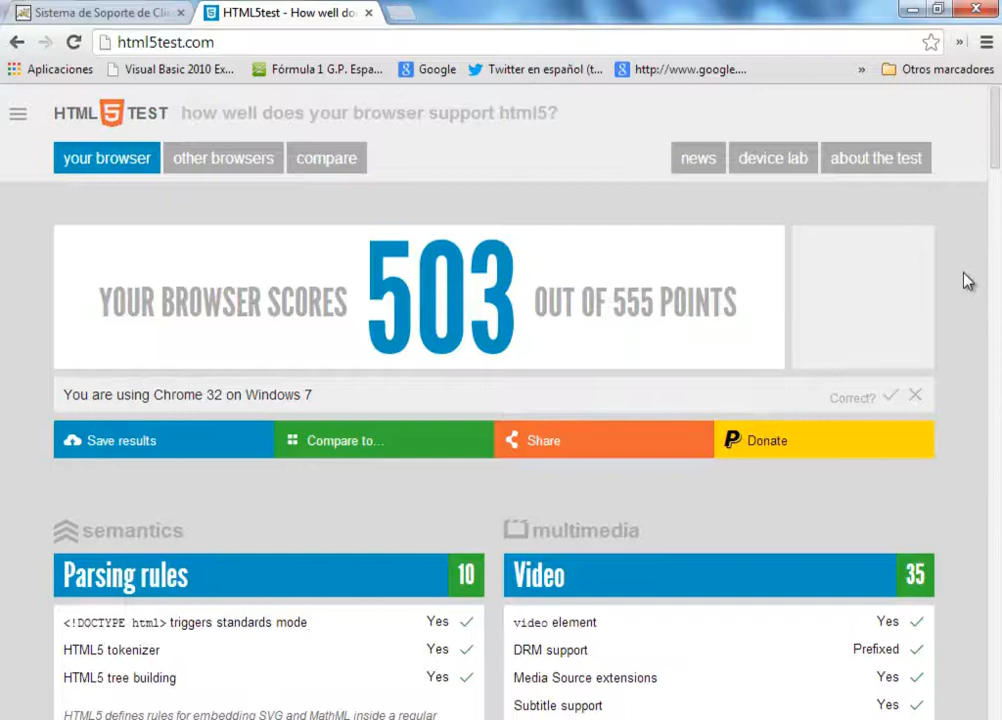 Sistema de Soporte de Clie
HTML5test - How well do
html5test.com
Aplicaciones Visual Basic 2010 Ex... Fórmula 1 G.P. Espa... Google Twitter en español (t... http://www.google.... » Otros marcadores
HTML5TEST how well does your browser support html5?
your browser other browsers compare news device lab about the test
YOUR BROWSER SCORES 503 OUT OF 555 POINTS
You are using Chrome 32 on Windows 7 Correct?
Save results Compare to... Share Donate
semantics
Parsing rules 10
<!DOCTYPE html> triggers standards mode Yes
HTML5 tokenizer Yes
HTML5 tree building Yes
HTML5 defines rules for embedding SVG and MathML inside a regular
multimedia
Video 35
video element Yes
DRM support Prefixed
Media Source extensions Yes
Subtitle support Yes